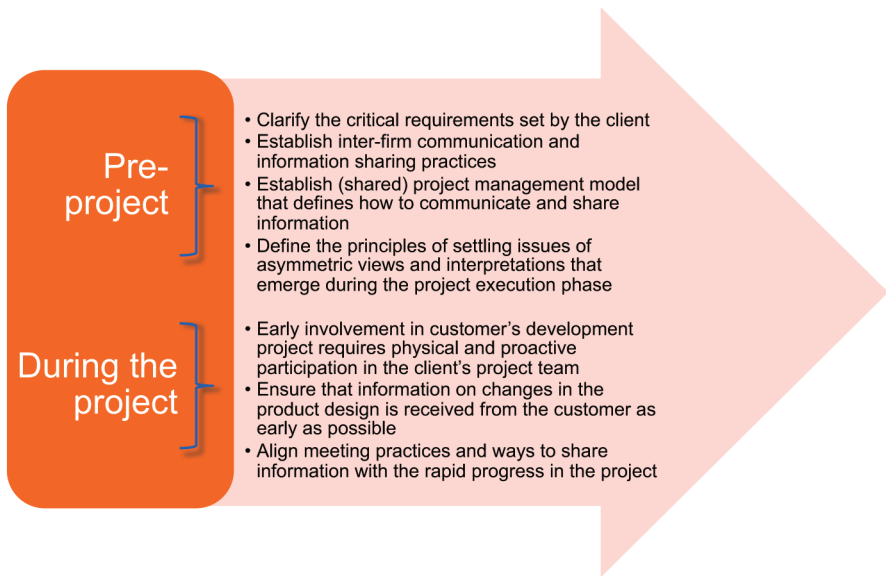 Pre-
project
• Clarify the critical requirements set by the client
• Establish inter-firm communication and
information sharing practices
• Establish (shared) project management model
that defines how to communicate and share
information
• Define the principles of settling issues of
asymmetric views and interpretations that
emerge during the project execution phase
During the
project
• Early involvement in customer’s development
project requires physical and proactive
participation in the client’s project team
• Ensure that information on changes in the
product design is received from the customer as
early as possible
• Align meeting practices and ways to share
information with the rapid progress in the project